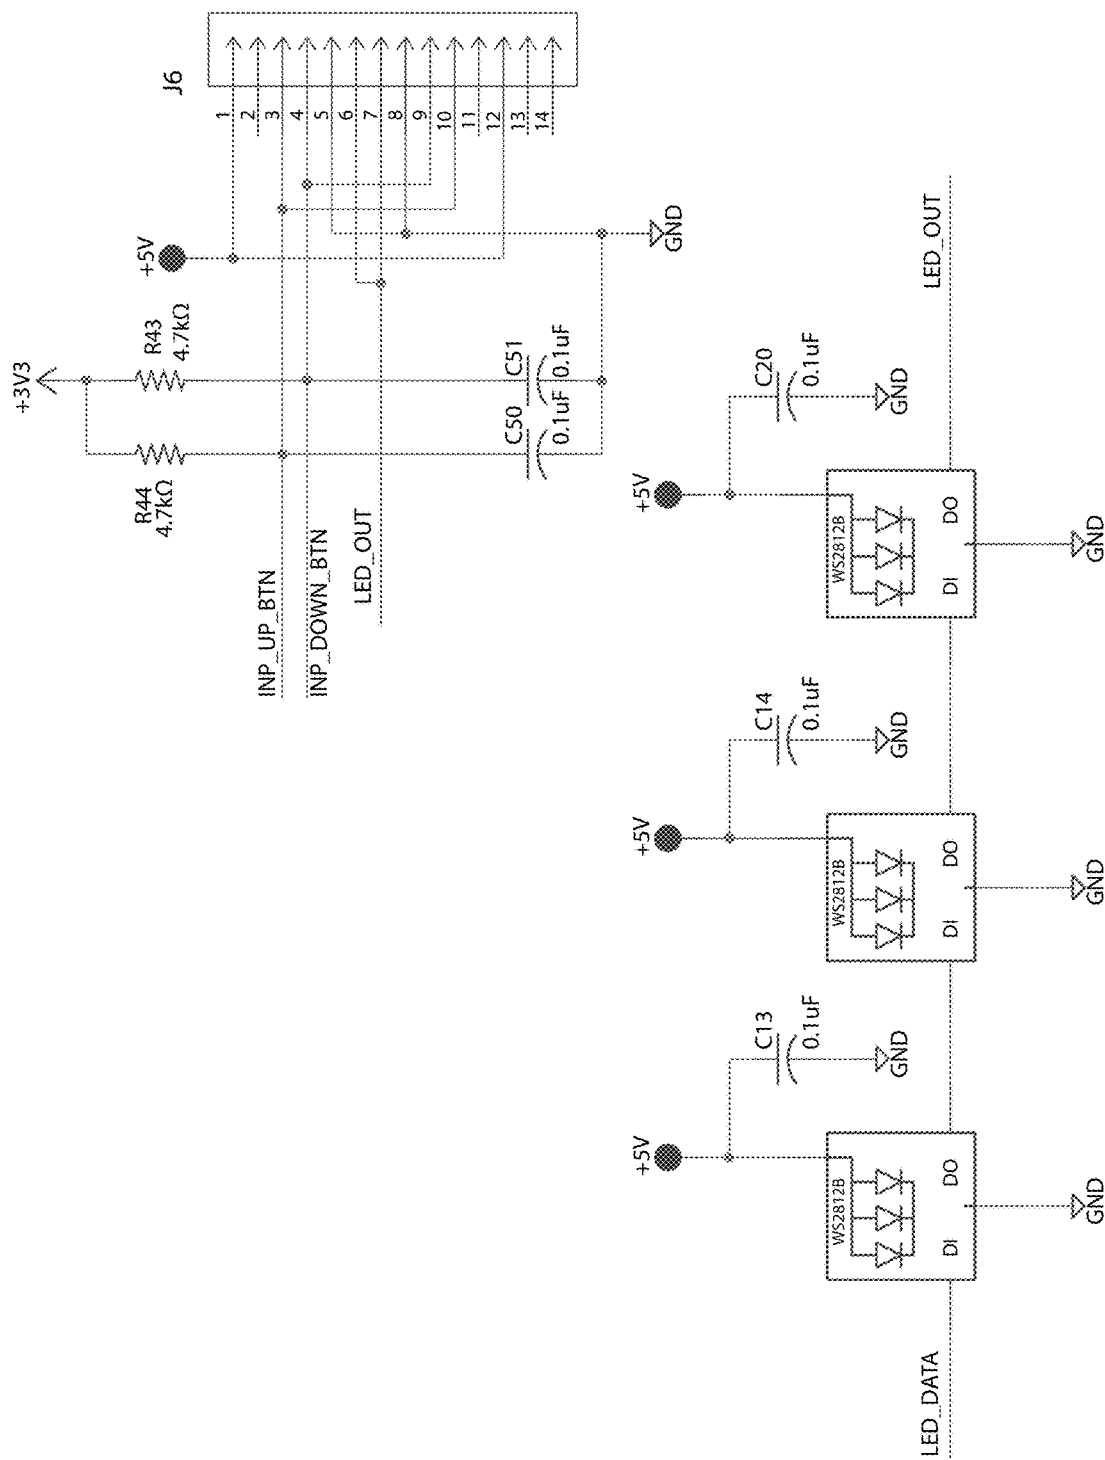 J6
1
2
3
4
5
6
7
8
9
10
11
12
13
14
+5V
+3V3
R43
4.7kΩ
R44
4.7kΩ
C51
0.1uF
C50
0.1uF
GND
INP_UP_BTN
INP_DOWN_BTN
LED_OUT
LED_DATA
+5V
C13
0.1uF
GND
WS2812B
DI
DO
GND
+5V
C14
0.1uF
GND
WS2812B
DI
DO
GND
+5V
C20
0.1uF
GND
WS2812B
DI
DO
GND
LED_OUT